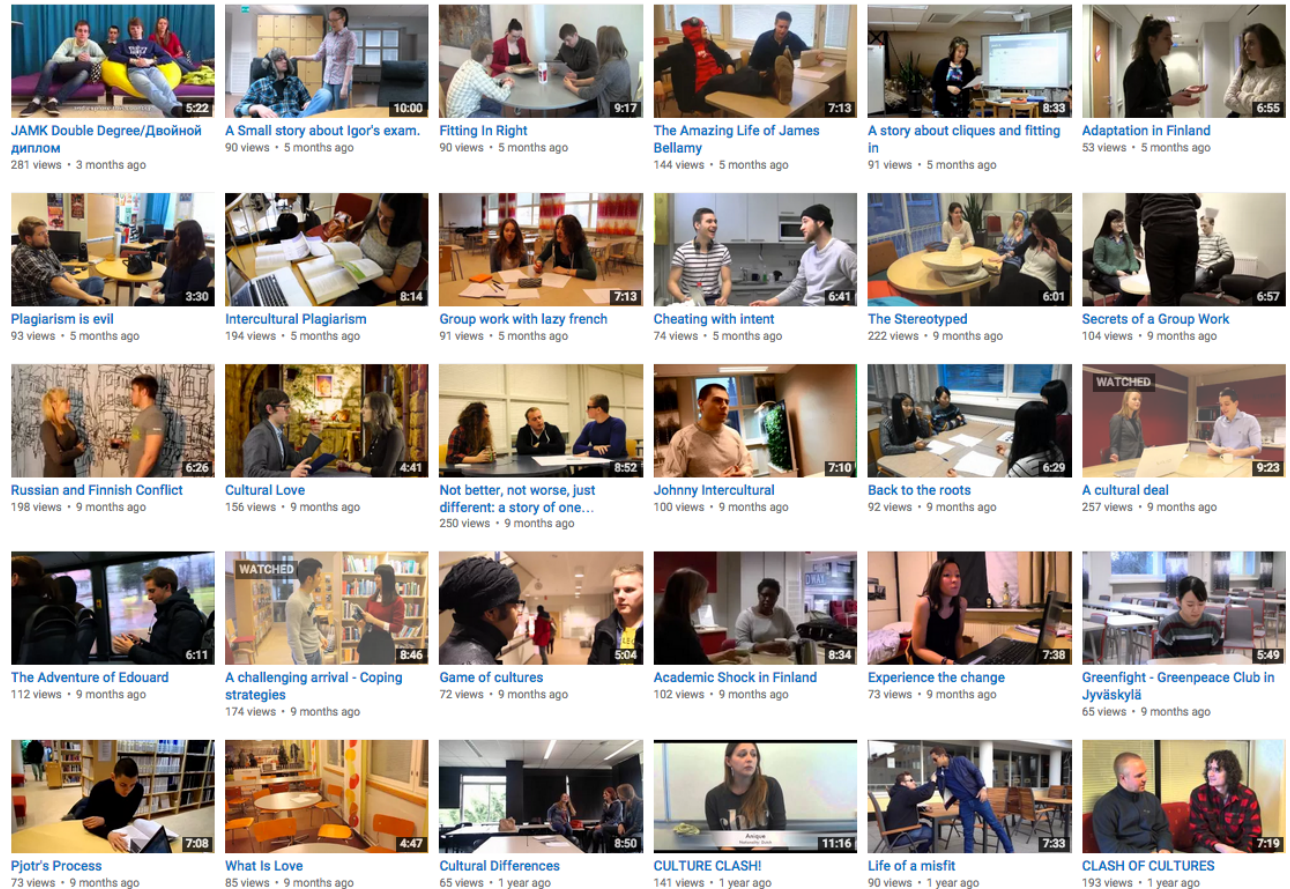 5:22
JAMK Double Degree/Двойной
диплом
281 views • 3 months ago
10:00
A Small story about Igor's exam.
90 views • 5 months ago
9:17
Fitting In Right
90 views • 5 months ago
7:13
The Amazing Life of James
Bellamy
144 views • 5 months ago
8:33
A story about cliques and fitting
in
91 views • 5 months ago
6:55
Adaptation in Finland
53 views • 5 months ago
3:30
Plagiarism is evil
93 views • 5 months ago
8:14
Intercultural Plagiarism
194 views • 5 months ago
7:13
Group work with lazy french
91 views • 5 months ago
6:41
Cheating with intent
74 views • 5 months ago
6:01
The Stereotyped
222 views • 9 months ago
6:57
Secrets of a Group Work
104 views • 9 months ago
6:26
Russian and Finnish Conflict
198 views • 9 months ago
4:41
Cultural Love
156 views • 9 months ago
8:52
Not better, not worse, just
different: a story of one...
250 views • 9 months ago
7:10
Johnny Intercultural
100 views • 9 months ago
6:29
Back to the roots
92 views • 9 months ago
WATCHED
9:23
A cultural deal
257 views • 9 months ago
6:11
The Adventure of Edouard
112 views • 9 months ago
WATCHED
8:46
A challenging arrival - Coping
strategies
174 views • 9 months ago
5:04
Game of cultures
72 views • 9 months ago
8:34
Academic Shock in Finland
102 views • 9 months ago
7:38
Experience the change
73 views • 9 months ago
5:49
Greenfight - Greenpeace Club in
Jyväskylä
65 views • 9 months ago
7:08
Pjotr's Process
73 views • 9 months ago
4:47
What Is Love
85 views • 9 months ago
8:50
Cultural Differences
65 views • 1 year ago
Anique
11:16
CULTURE CLASH!
141 views • 1 year ago
7:33
Life of a misfit
90 views • 1 year ago
7:19
CLASH OF CULTURES
193 views • 1 year ago